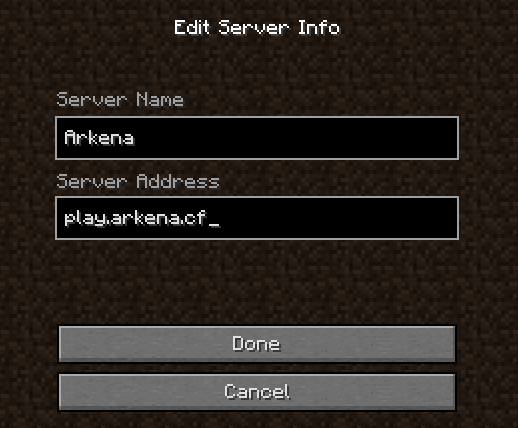 Edit Server Info
Server Name
Arkena
Server Address
play.arkena.cf_
Done
Cancel